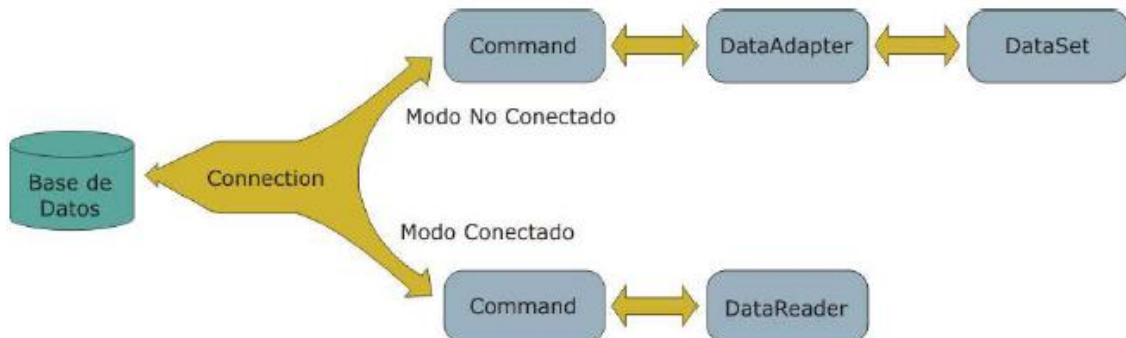 Command
DataAdapter
DataSet
Modo No Conectado
Base de
Datos
Connection
Modo Conectado
Command
DataReader